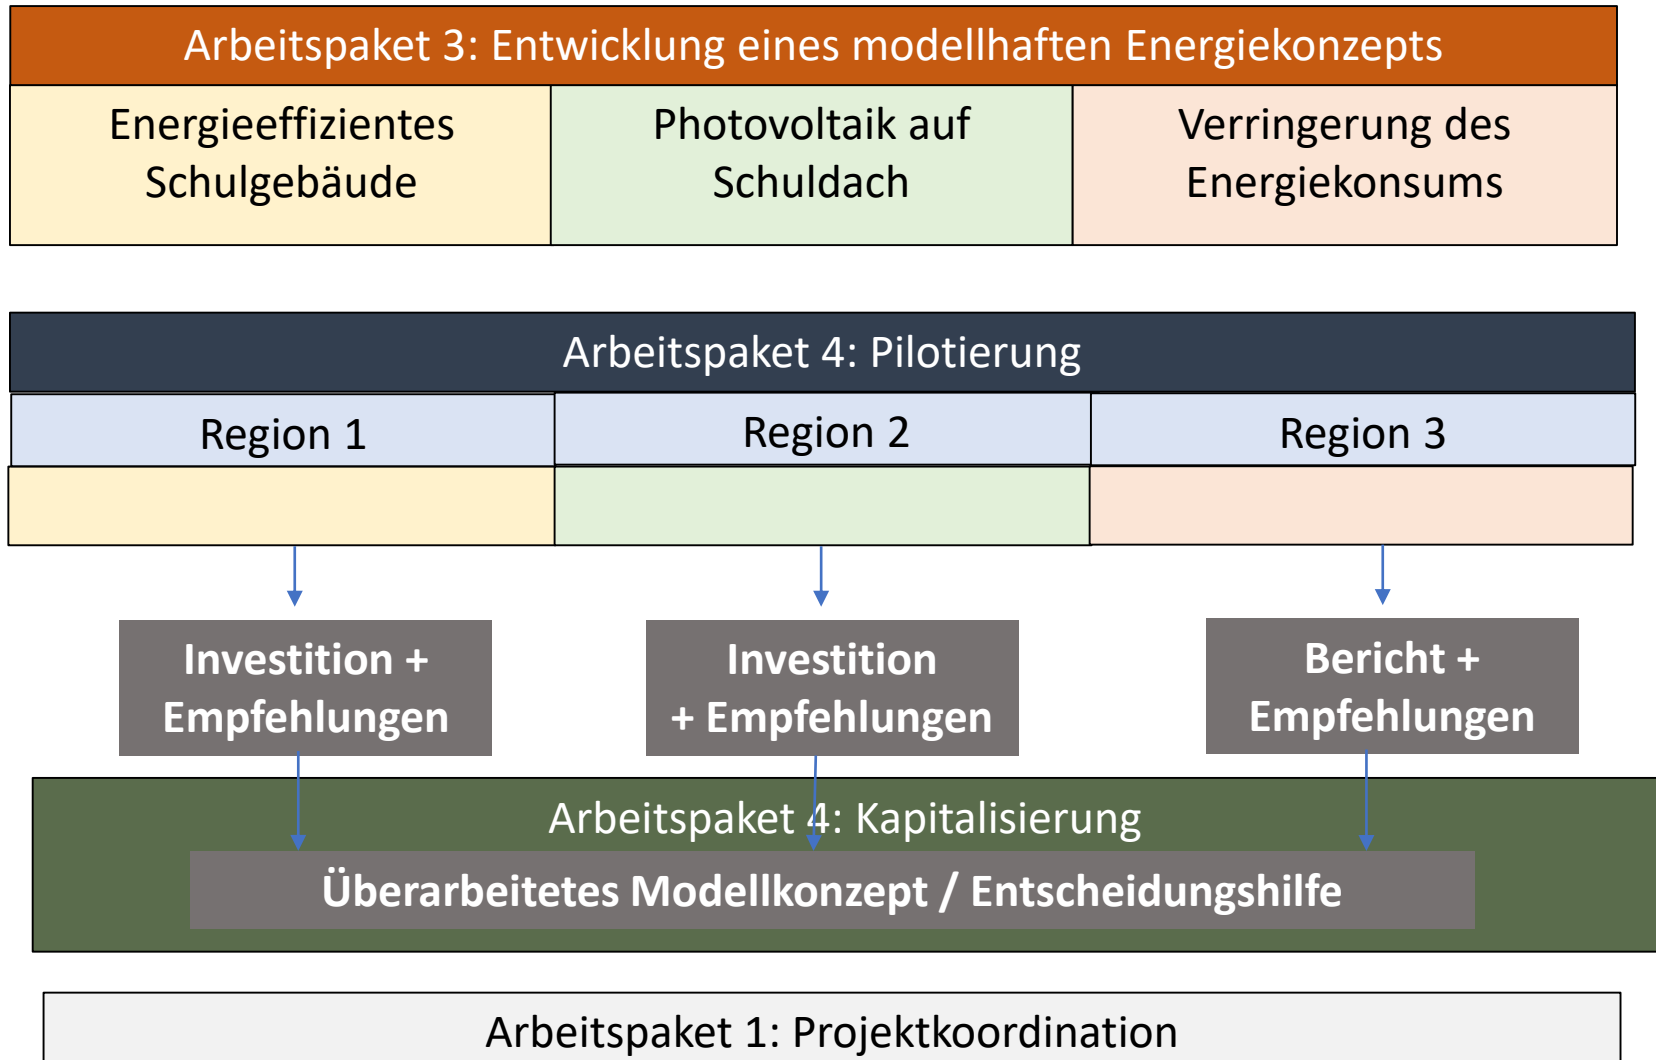 Arbeitspaket 3: Entwicklung eines modellhaften Energiekonzepts
Energieeffizientes
Schulgebäude
Photovoltaik auf
Schuldach
Verringerung des
Energiekonsums
Arbeitspaket 4: Pilotierung
Region 1
Region 2
Region 3
Investition +
Empfehlungen
Investition
+ Empfehlungen
Bericht +
Empfehlungen
Arbeitspaket 4: Kapitalisierung
Überarbeitetes Modellkonzept / Entscheidungshilfe
Arbeitspaket 1: Projektkoordination